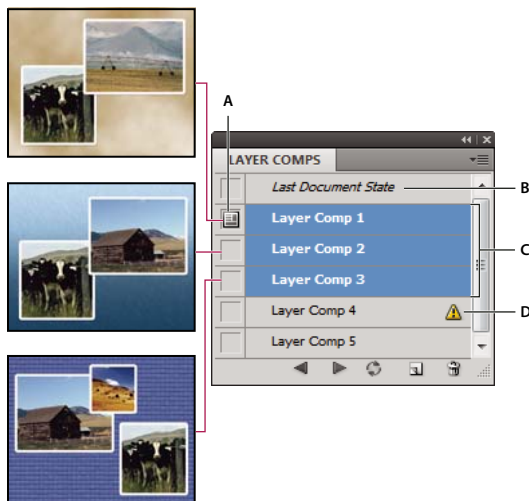 A
LAYER COMPS
Last Document State
B
Layer Comp 1
Layer Comp 2
C
Layer Comp 3
Layer Comp 4
D
Layer Comp 5